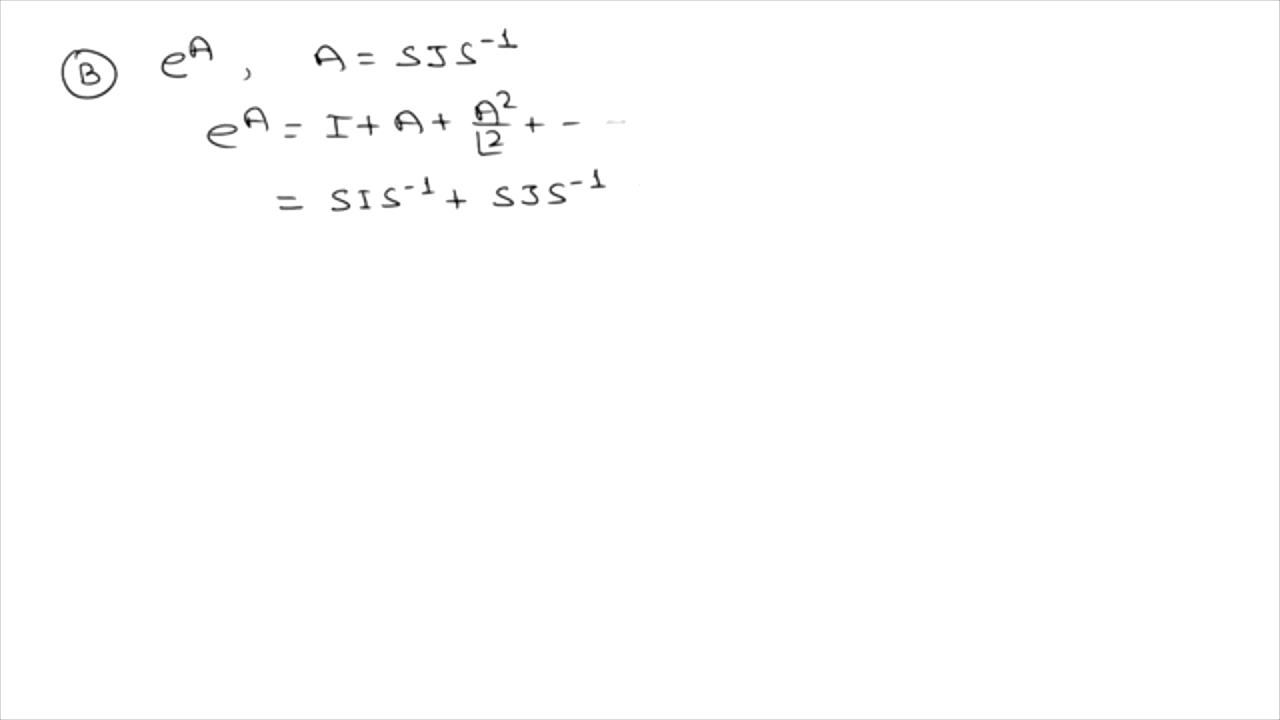 Ⓑ e^A , A = SJS^-1
e^A = I + A + A^2/⌊2 + - -
= SIS^-1 + SJS^-1